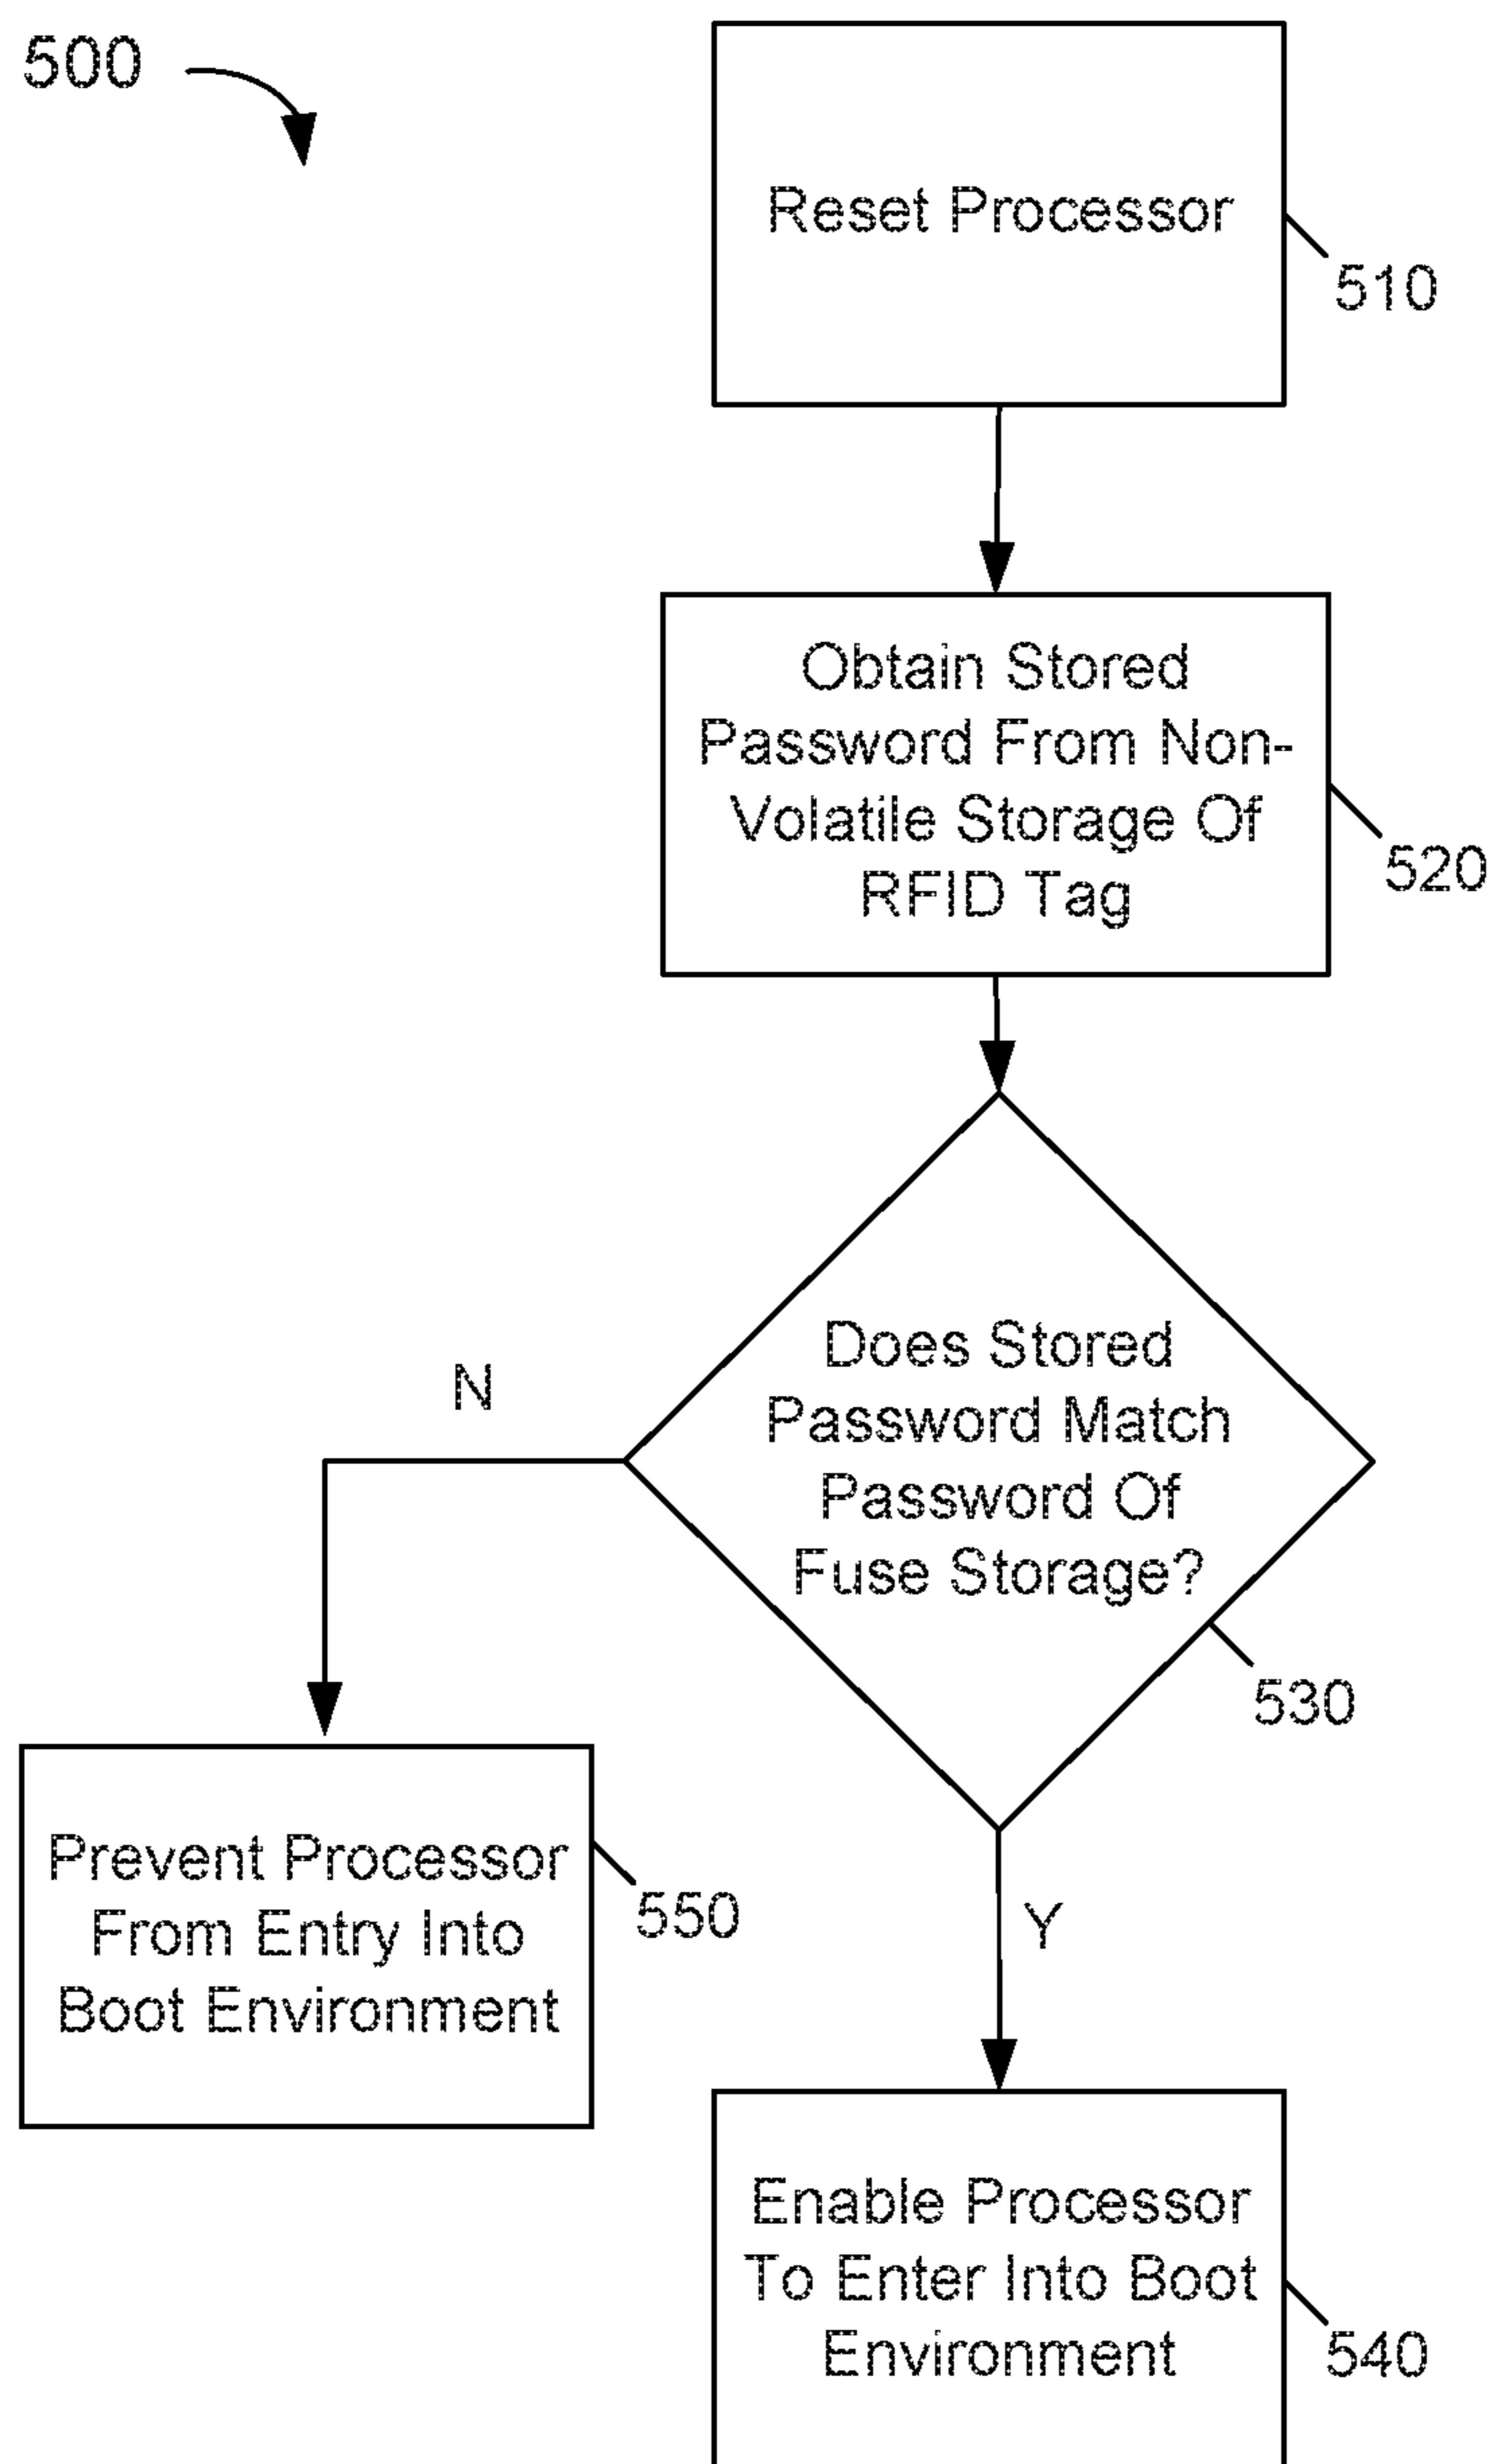 500
Reset Processor
510
Obtain Stored
Password From Non-
Volatile Storage Of
RFID Tag
520
Does Stored
Password Match
Password Of
Fuse Storage?
530
N
Y
Prevent Processor
From Entry Into
Boot Environment
550
Enable Processor
To Enter Into Boot
Environment
540